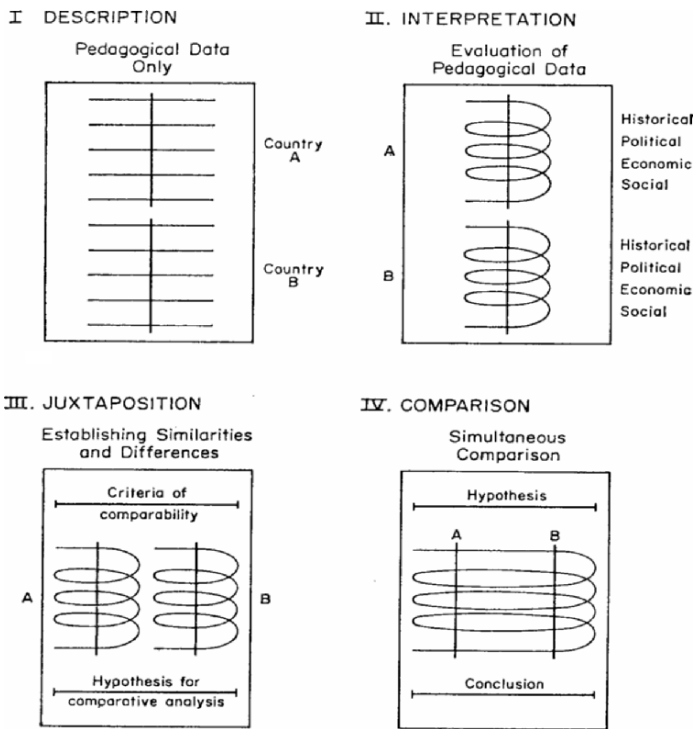 I DESCRIPTION
Pedagogical Data
Only
Country
A
Country
B
II. INTERPRETATION
Evaluation of
Pedagogical Data
A
Historical
Political
Economic
Social
B
Historical
Political
Economic
Social
III. JUXTAPOSITION
Establishing Similarities
and Differences
Criteria of
comparability
A
B
Hypothesis for
comparative analysis
IV. COMPARISON
Simultaneous
Comparison
Hypothesis
A
B
Conclusion